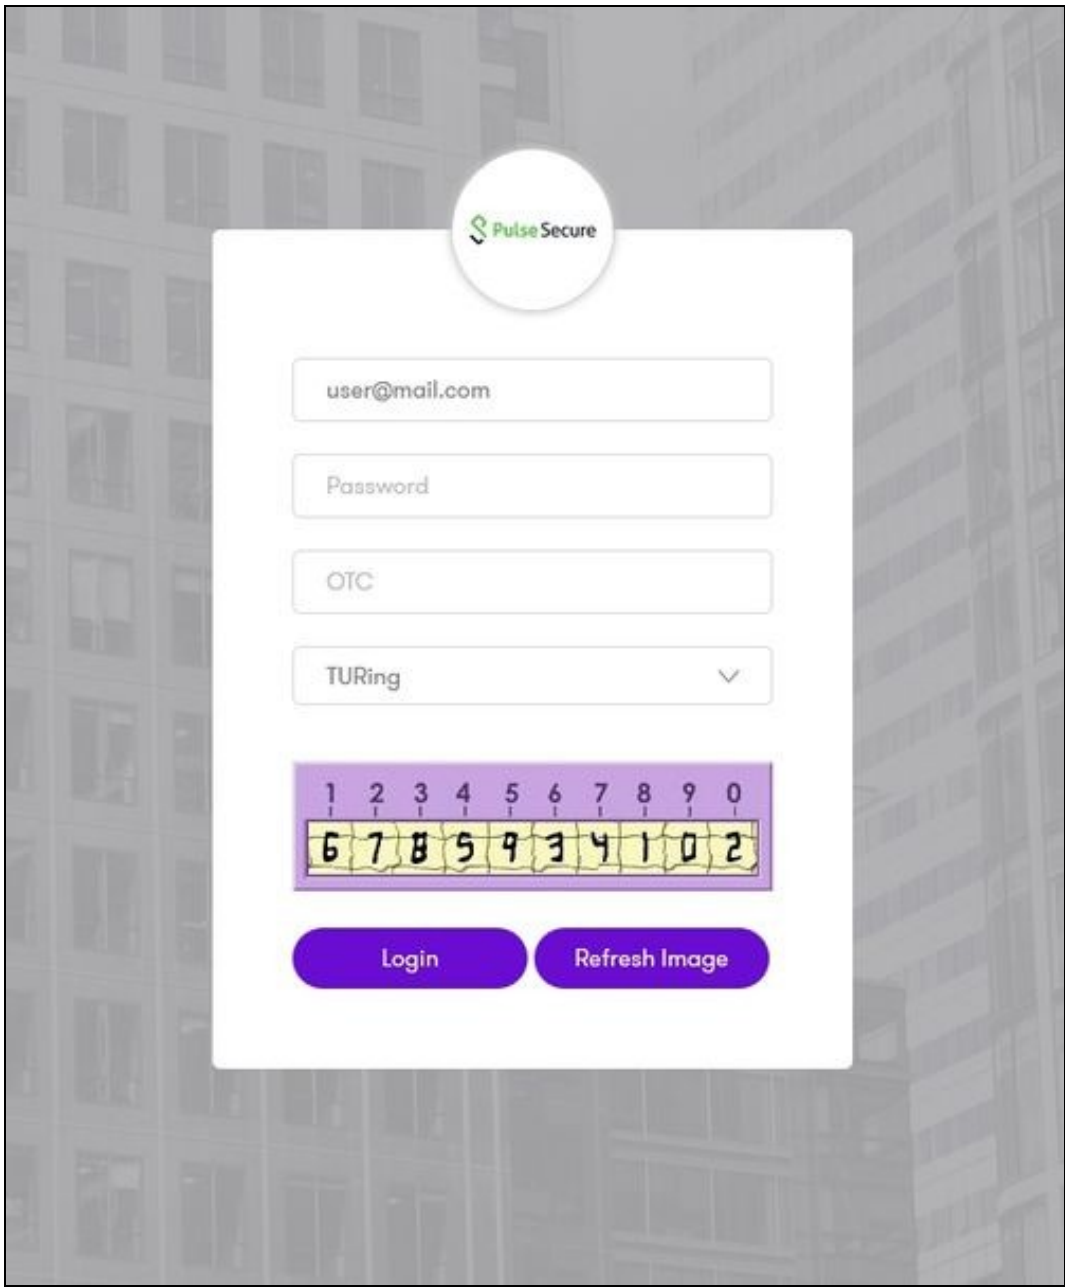 Pulse Secure
user@mail.com
Password
OTC
TURing
1 2 3 4 5 6 7 8 9 0
6 7 8 5 9 3 4 1 0 2
Login
Refresh Image